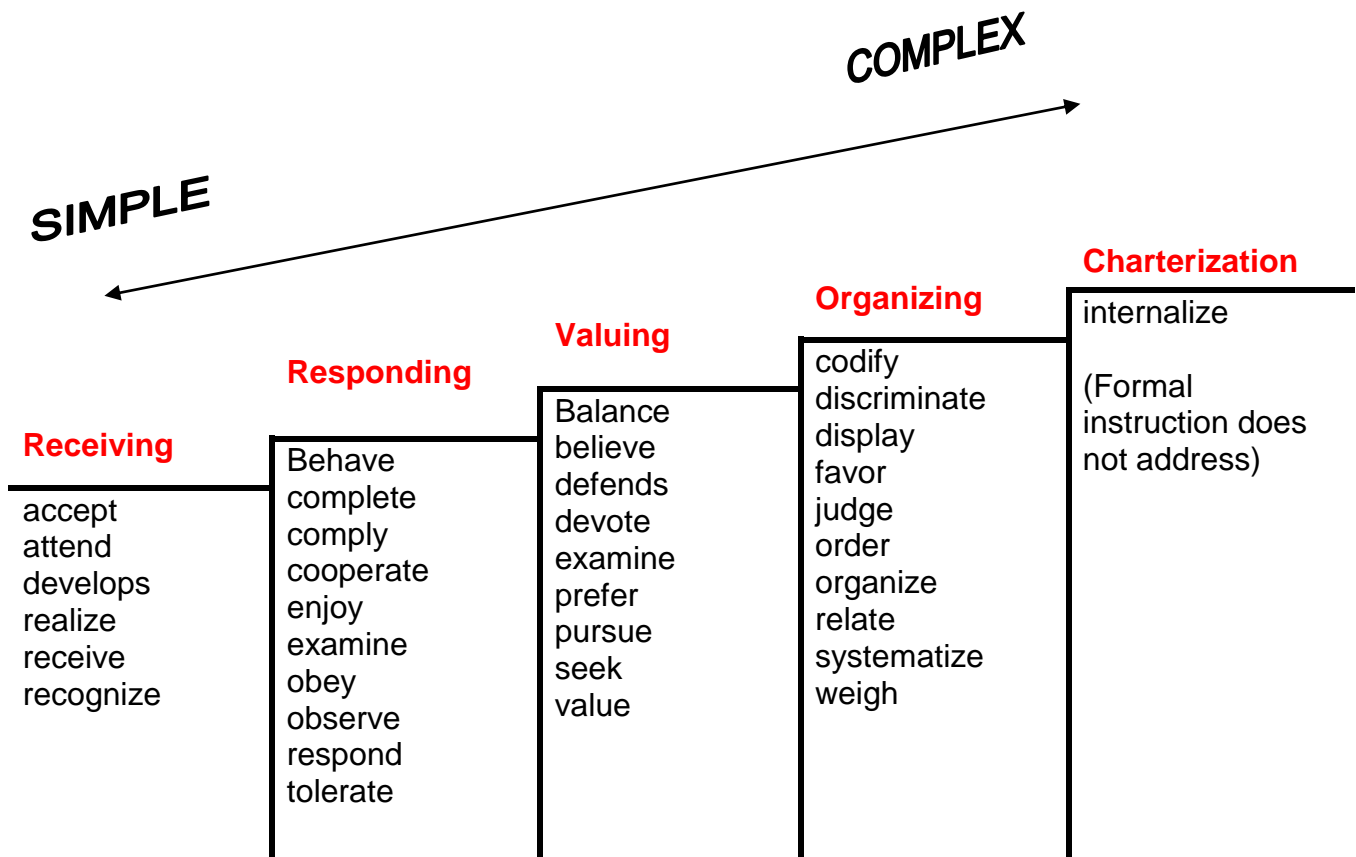 COMPLEX
SIMPLE
Receiving
accept
attend
develops
realize
receive
recognize
Responding
Behave
complete
comply
cooperate
enjoy
examine
obey
observe
respond
tolerate
Valuing
Balance
believe
defends
devote
examine
prefer
pursue
seek
value
Organizing
codify
discriminate
display
favor
judge
order
organize
relate
systematize
weigh
Charterization
internalize
(Formal
instruction does
not address)